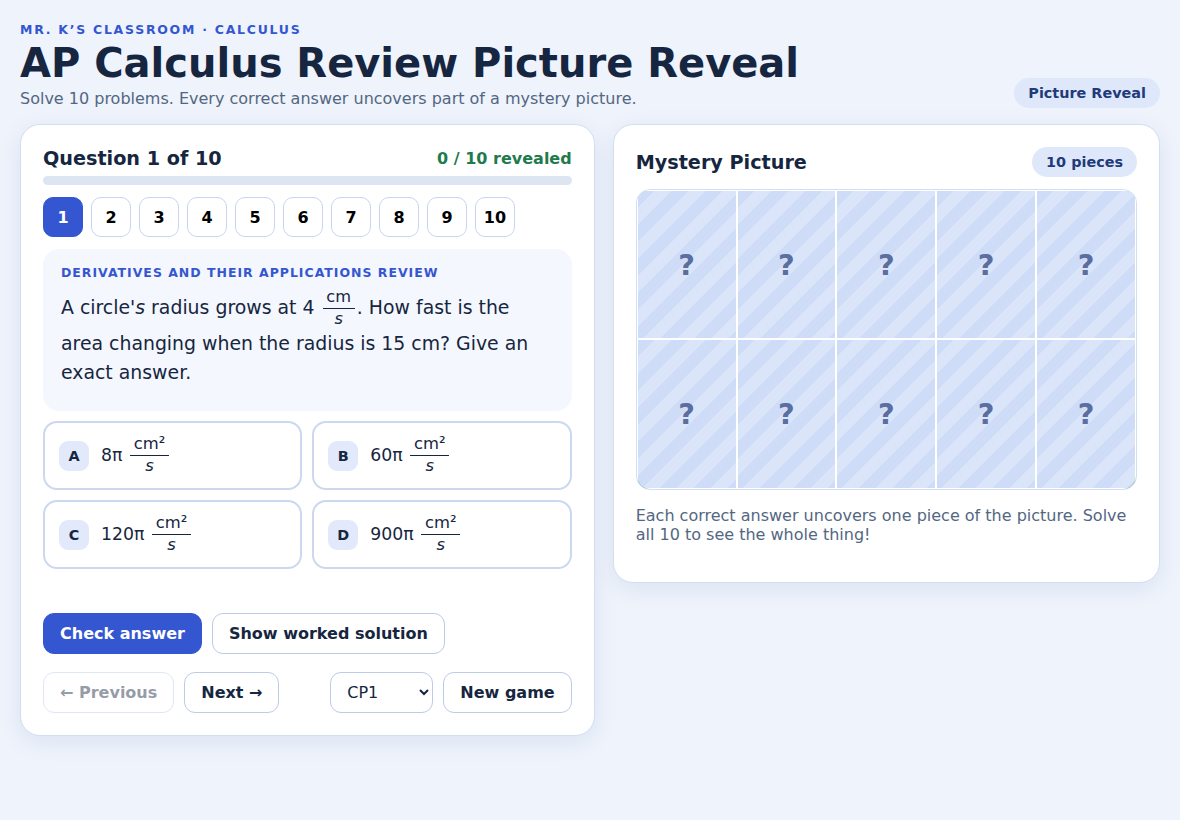 MR. K’S CLASSROOM · CALCULUS
AP Calculus Review Picture Reveal
Solve 10 problems. Every correct answer uncovers part of a mystery picture.
Picture Reveal
Question 1 of 10
0 / 10 revealed
1 2 3 4 5 6 7 8 9 10
DERIVATIVES AND THEIR APPLICATIONS REVIEW
A circle's radius grows at 4 cm/s. How fast is the
area changing when the radius is 15 cm? Give an
exact answer.
A 8π cm²/s
B 60π cm²/s
C 120π cm²/s
D 900π cm²/s
Check answer
Show worked solution
← Previous
Next →
CP1
New game
Mystery Picture
10 pieces
? ? ? ? ?
? ? ? ? ?
Each correct answer uncovers one piece of the picture. Solve
all 10 to see the whole thing!